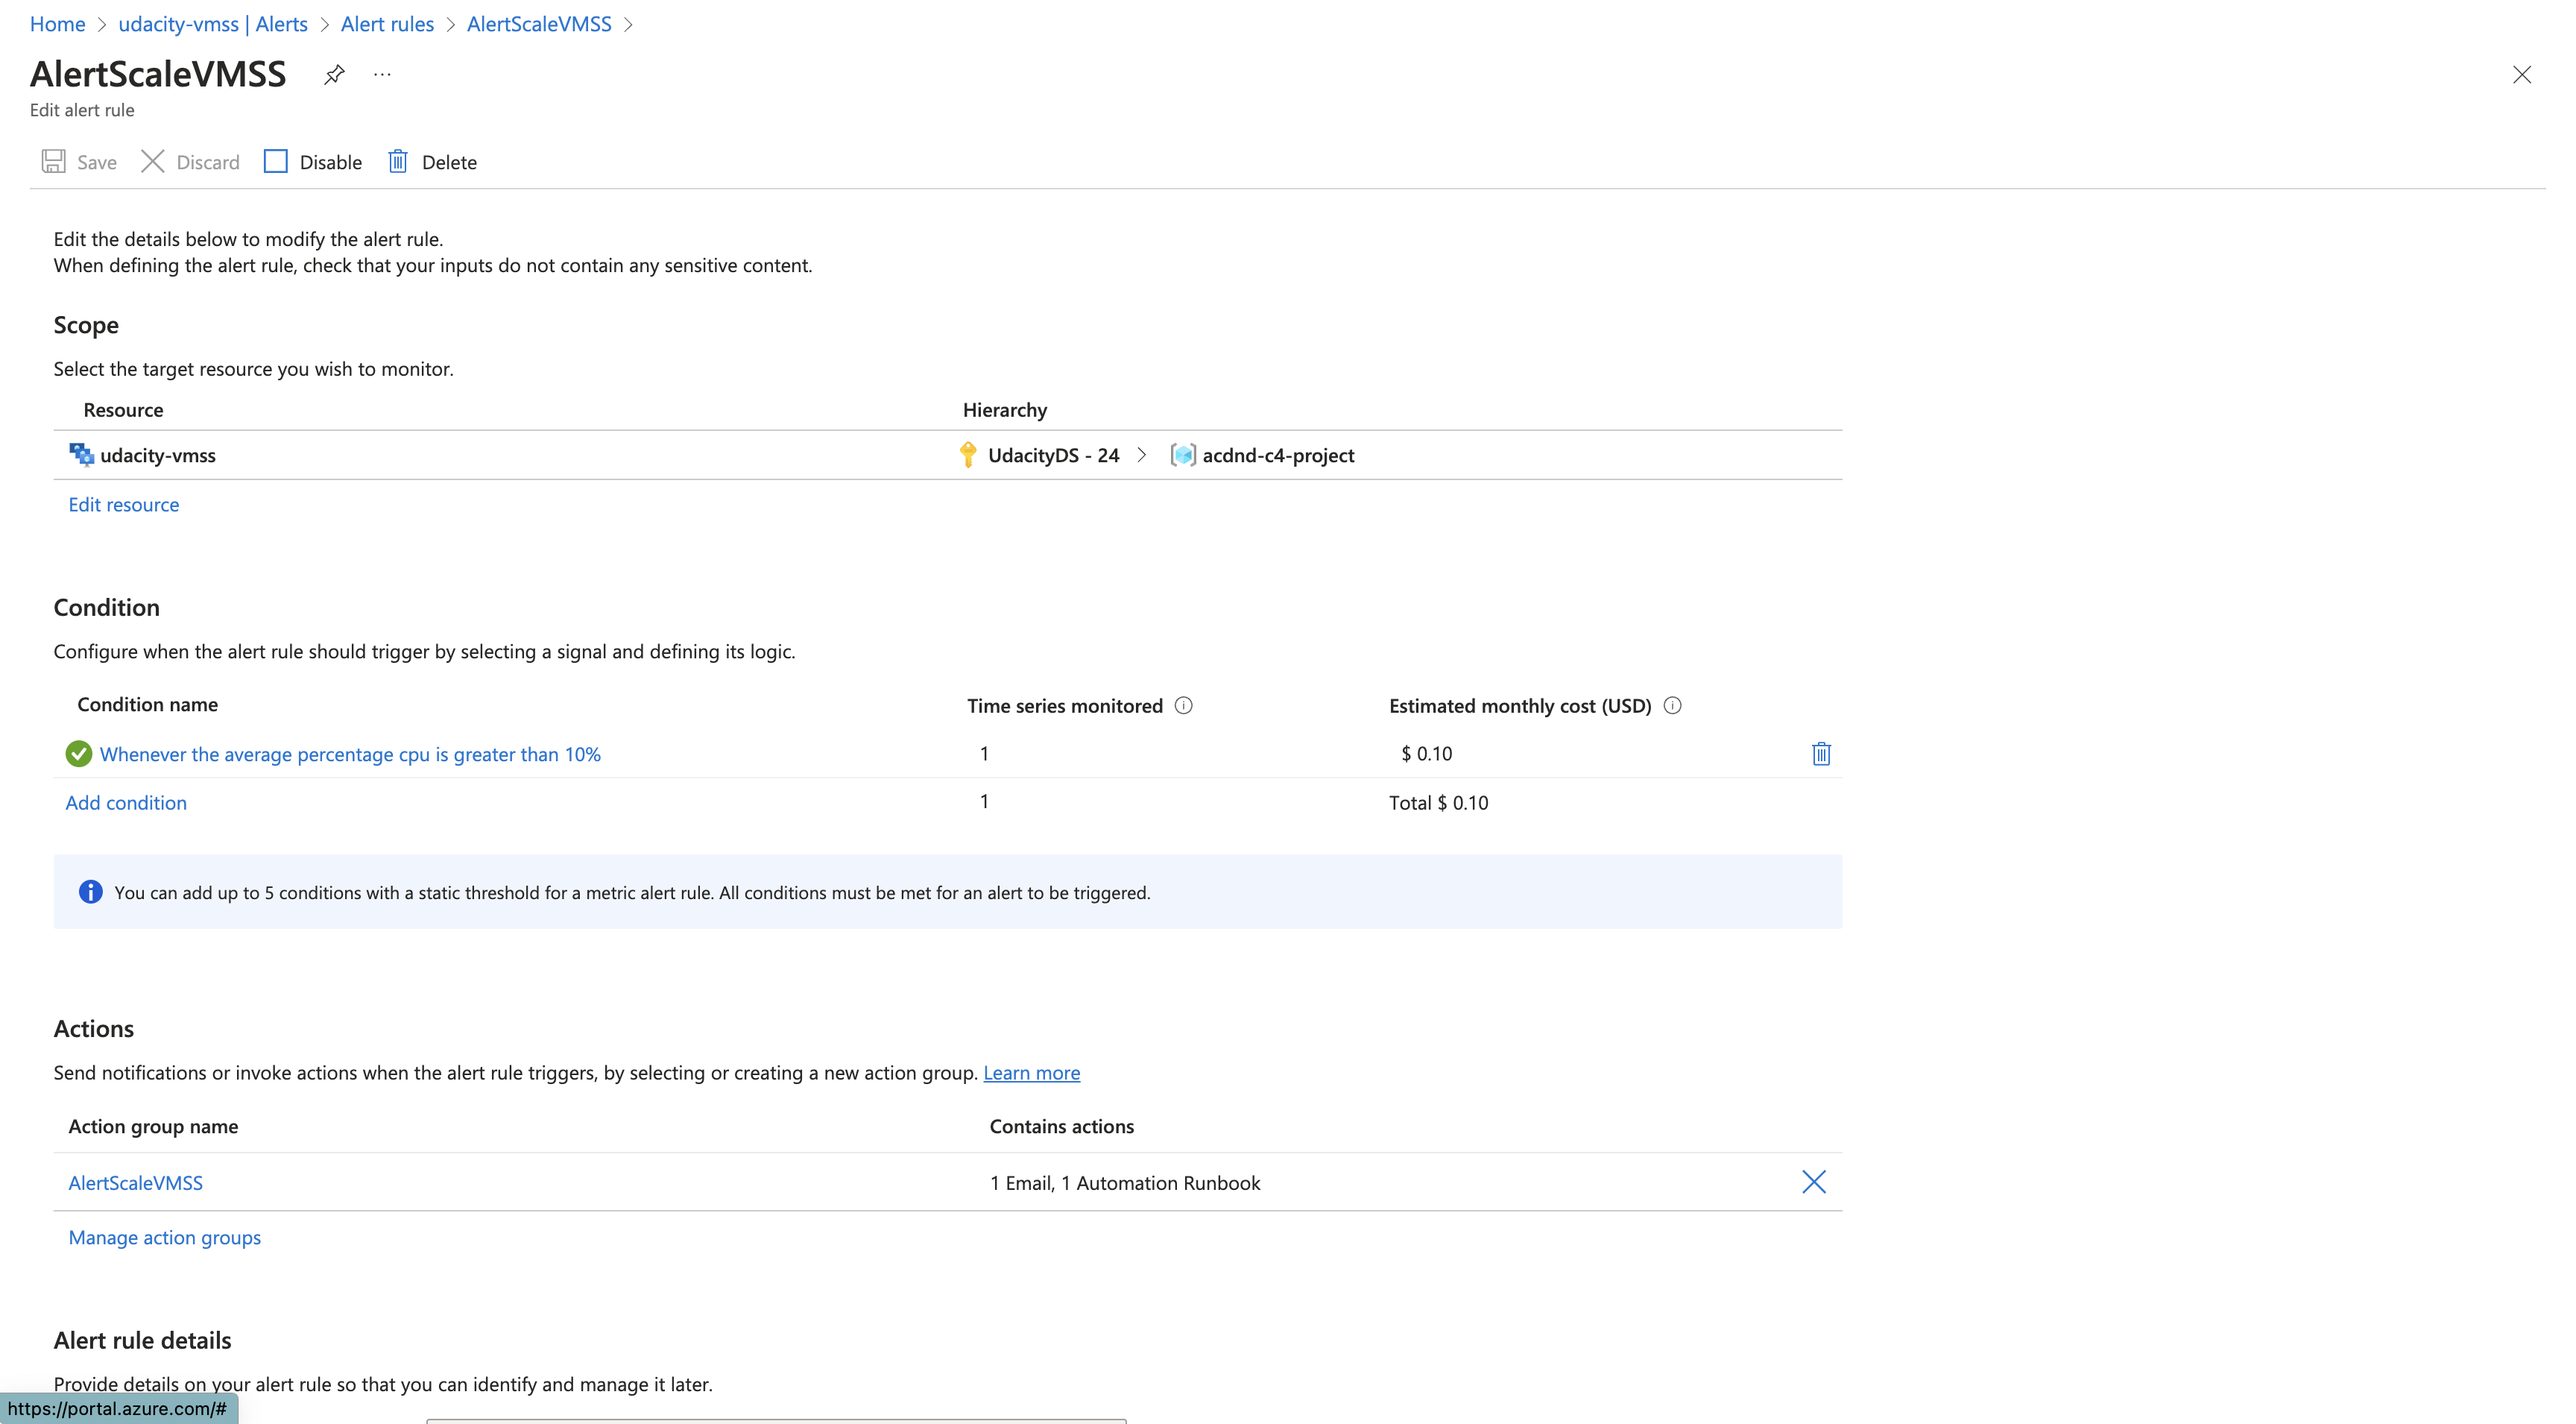 Home > udacity-vmss | Alerts > Alert rules > AlertScaleVMSS >
AlertScaleVMSS ...
Edit alert rule
Save Discard Disable Delete
Edit the details below to modify the alert rule.
When defining the alert rule, check that your inputs do not contain any sensitive content.
Scope
Select the target resource you wish to monitor.
Resource Hierarchy
udacity-vmss UdacityDS - 24 > acdnd-c4-project
Edit resource
Condition
Configure when the alert rule should trigger by selecting a signal and defining its logic.
Condition name Time series monitored Estimated monthly cost (USD)
Whenever the average percentage cpu is greater than 10% 1 $ 0.10
Add condition 1 Total $ 0.10
You can add up to 5 conditions with a static threshold for a metric alert rule. All conditions must be met for an alert to be triggered.
Actions
Send notifications or invoke actions when the alert rule triggers, by selecting or creating a new action group. Learn more
Action group name Contains actions
AlertScaleVMSS 1 Email, 1 Automation Runbook
Manage action groups
Alert rule details
Provide details on your alert rule so that you can identify and manage it later.
https://portal.azure.com/#